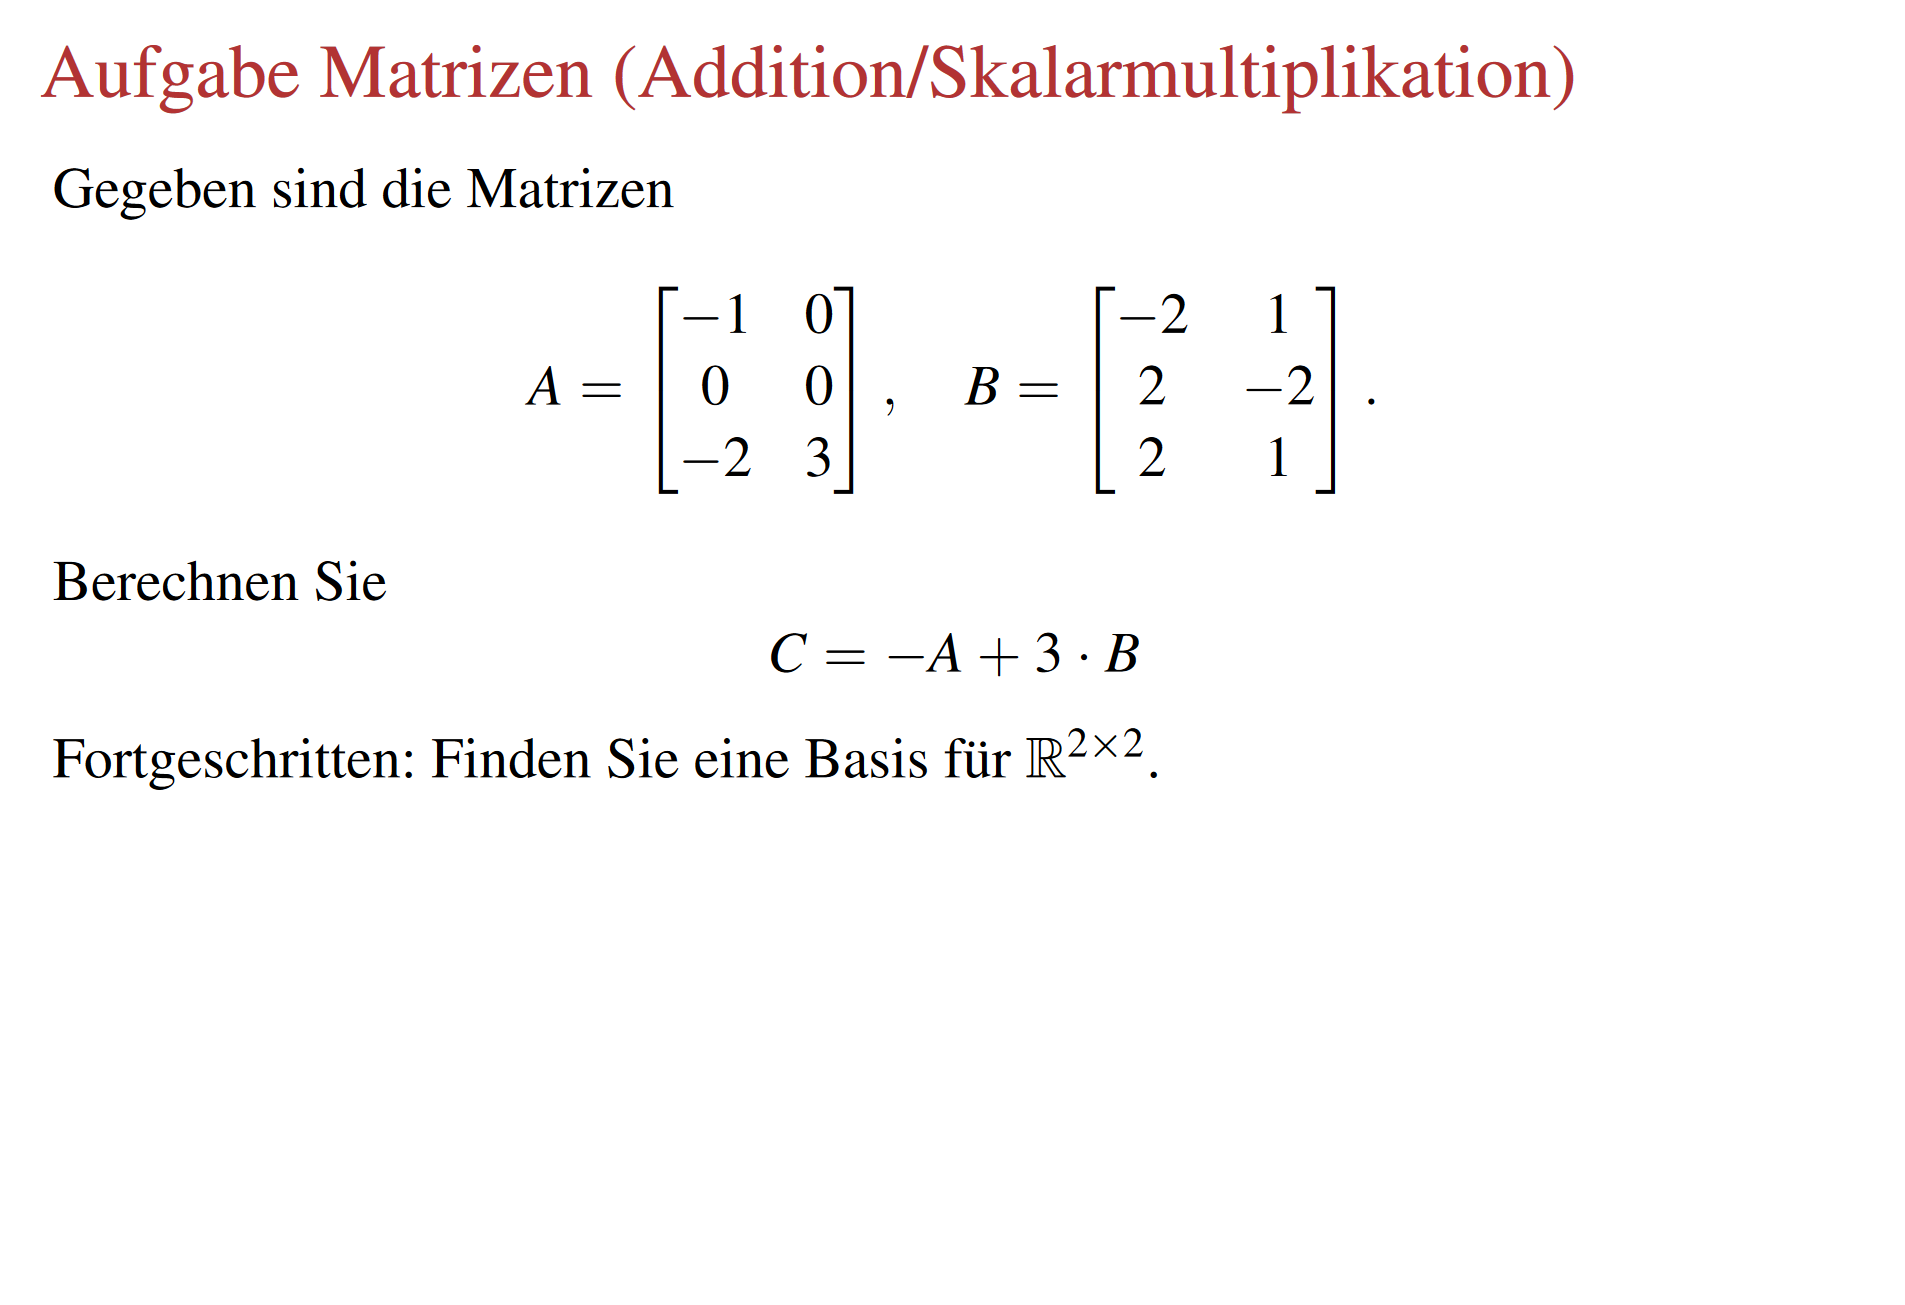 Aufgabe Matrizen (Addition/Skalarmultiplikation)
Gegeben sind die Matrizen
A = [−1 0; 0 0; −2 3], B = [−2 1; 2 −2; 2 1].
Berechnen Sie
C = −A + 3 · B
Fortgeschritten: Finden Sie eine Basis für ℝ^{2×2}.